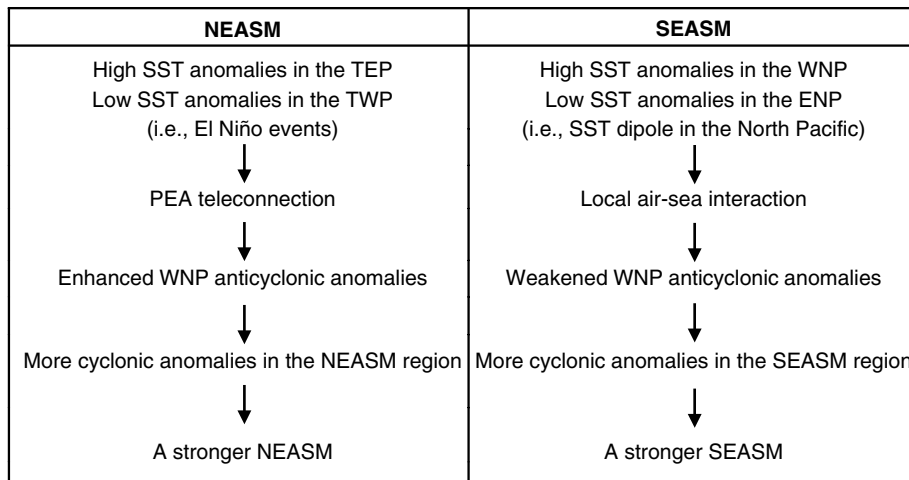 NEASM
High SST anomalies in the TEP
Low SST anomalies in the TWP
(i.e., El Niño events)
PEA teleconnection
Enhanced WNP anticyclonic anomalies
More cyclonic anomalies in the NEASM region
A stronger NEASM
SEASM
High SST anomalies in the WNP
Low SST anomalies in the ENP
(i.e., SST dipole in the North Pacific)
Local air-sea interaction
Weakened WNP anticyclonic anomalies
More cyclonic anomalies in the SEASM region
A stronger SEASM